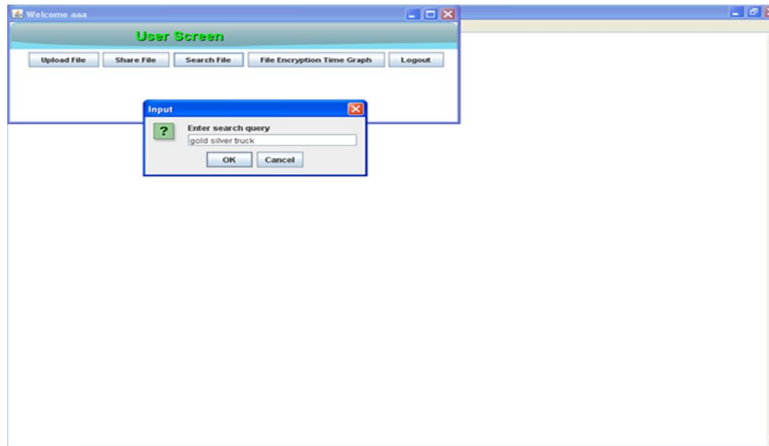 Welcome aaa
User Screen
Upload File Share File Search File File Encryption Time Graph Logout
Input
? Enter search query
gold silver truck
OK Cancel